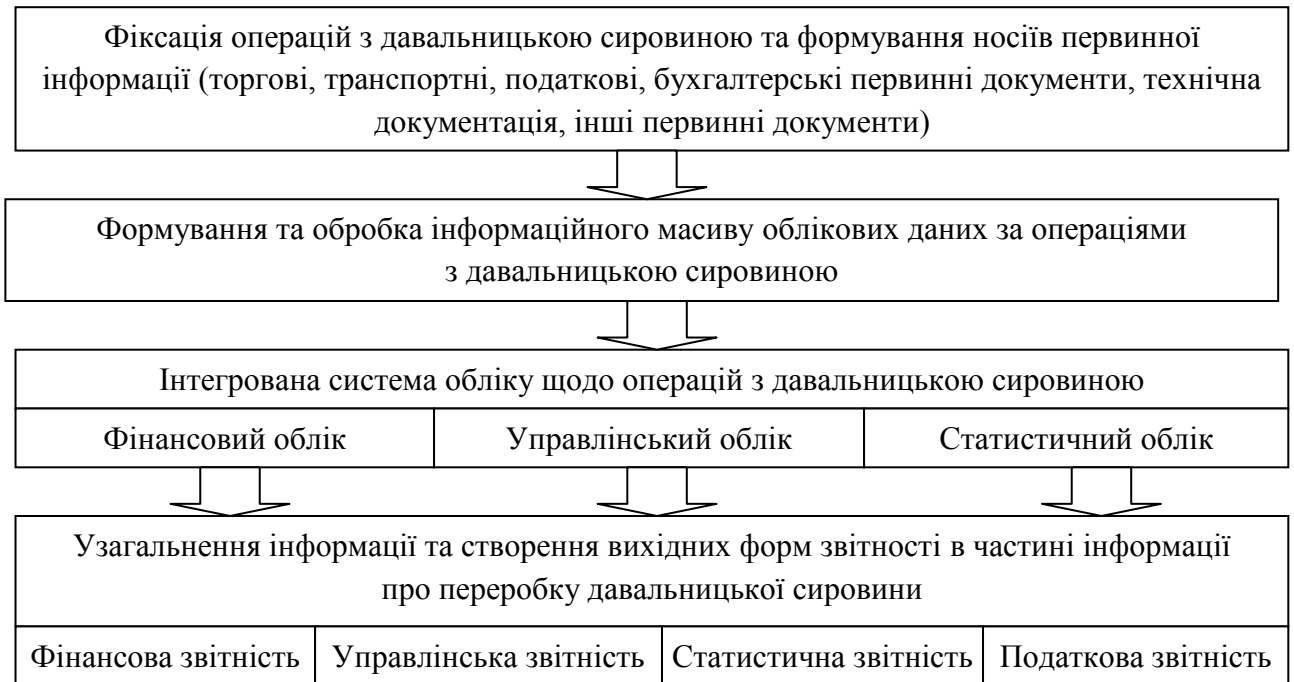 Фіксація операцій з давальницькою сировиною та формування носіїв первинної
інформації (торгові, транспортні, податкові, бухгалтерські первинні документи, технічна
документація, інші первинні документи)
Формування та обробка інформаційного масиву облікових даних за операціями
з давальницькою сировиною
Інтегрована система обліку щодо операцій з давальницькою сировиною
Фінансовий облік
Управлінський облік
Статистичний облік
Узагальнення інформації та створення вихідних форм звітності в частині інформації
про переробку давальницької сировини
Фінансова звітність
Управлінська звітність
Статистична звітність
Податкова звітність